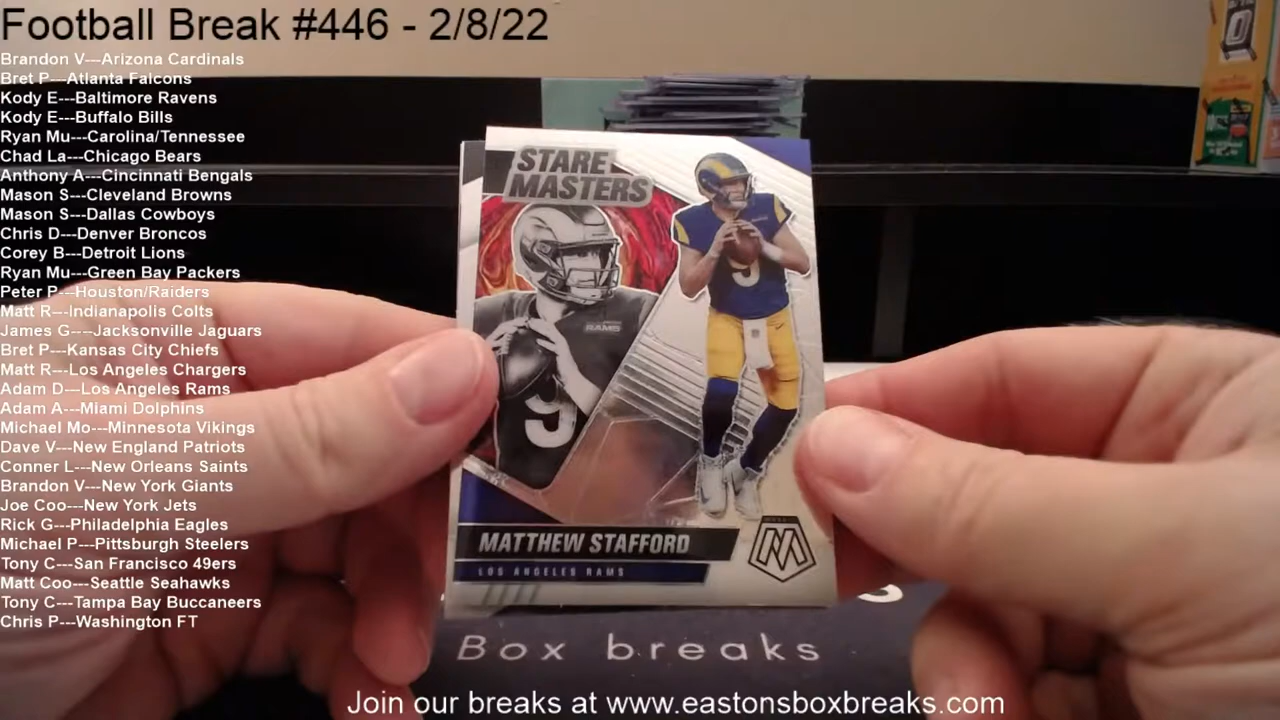 Football Break #446 - 2/8/22
Brandon V---Arizona Cardinals
Bret P---Atlanta Falcons
Kody E---Baltimore Ravens
Kody E---Buffalo Bills
Ryan Mu---Carolina/Tennessee
Chad La---Chicago Bears
Anthony A---Cincinnati Bengals
Mason S---Cleveland Browns
Mason S---Dallas Cowboys
Chris D---Denver Broncos
Corey B---Detroit Lions
Ryan Mu---Green Bay Packers
Peter P---Houston/Raiders
Matt R---Indianapolis Colts
James G----Jacksonville Jaguars
Bret P---Kansas City Chiefs
Matt R---Los Angeles Chargers
Adam D---Los Angeles Rams
Adam A---Miami Dolphins
Michael Mo---Minnesota Vikings
Dave V---New England Patriots
Conner L---New Orleans Saints
Brandon V---New York Giants
Joe Coo---New York Jets
Rick G---Philadelphia Eagles
Michael P---Pittsburgh Steelers
Tony C---San Francisco 49ers
Matt Coo---Seattle Seahawks
Tony C---Tampa Bay Buccaneers
Chris P---Washington FT
STARE
MASTERS
RAMS
9
9
MATTHEW STAFFORD
LOS ANGELES RAMS
M
Box breaks
Join our breaks at www.eastonsboxbreaks.com